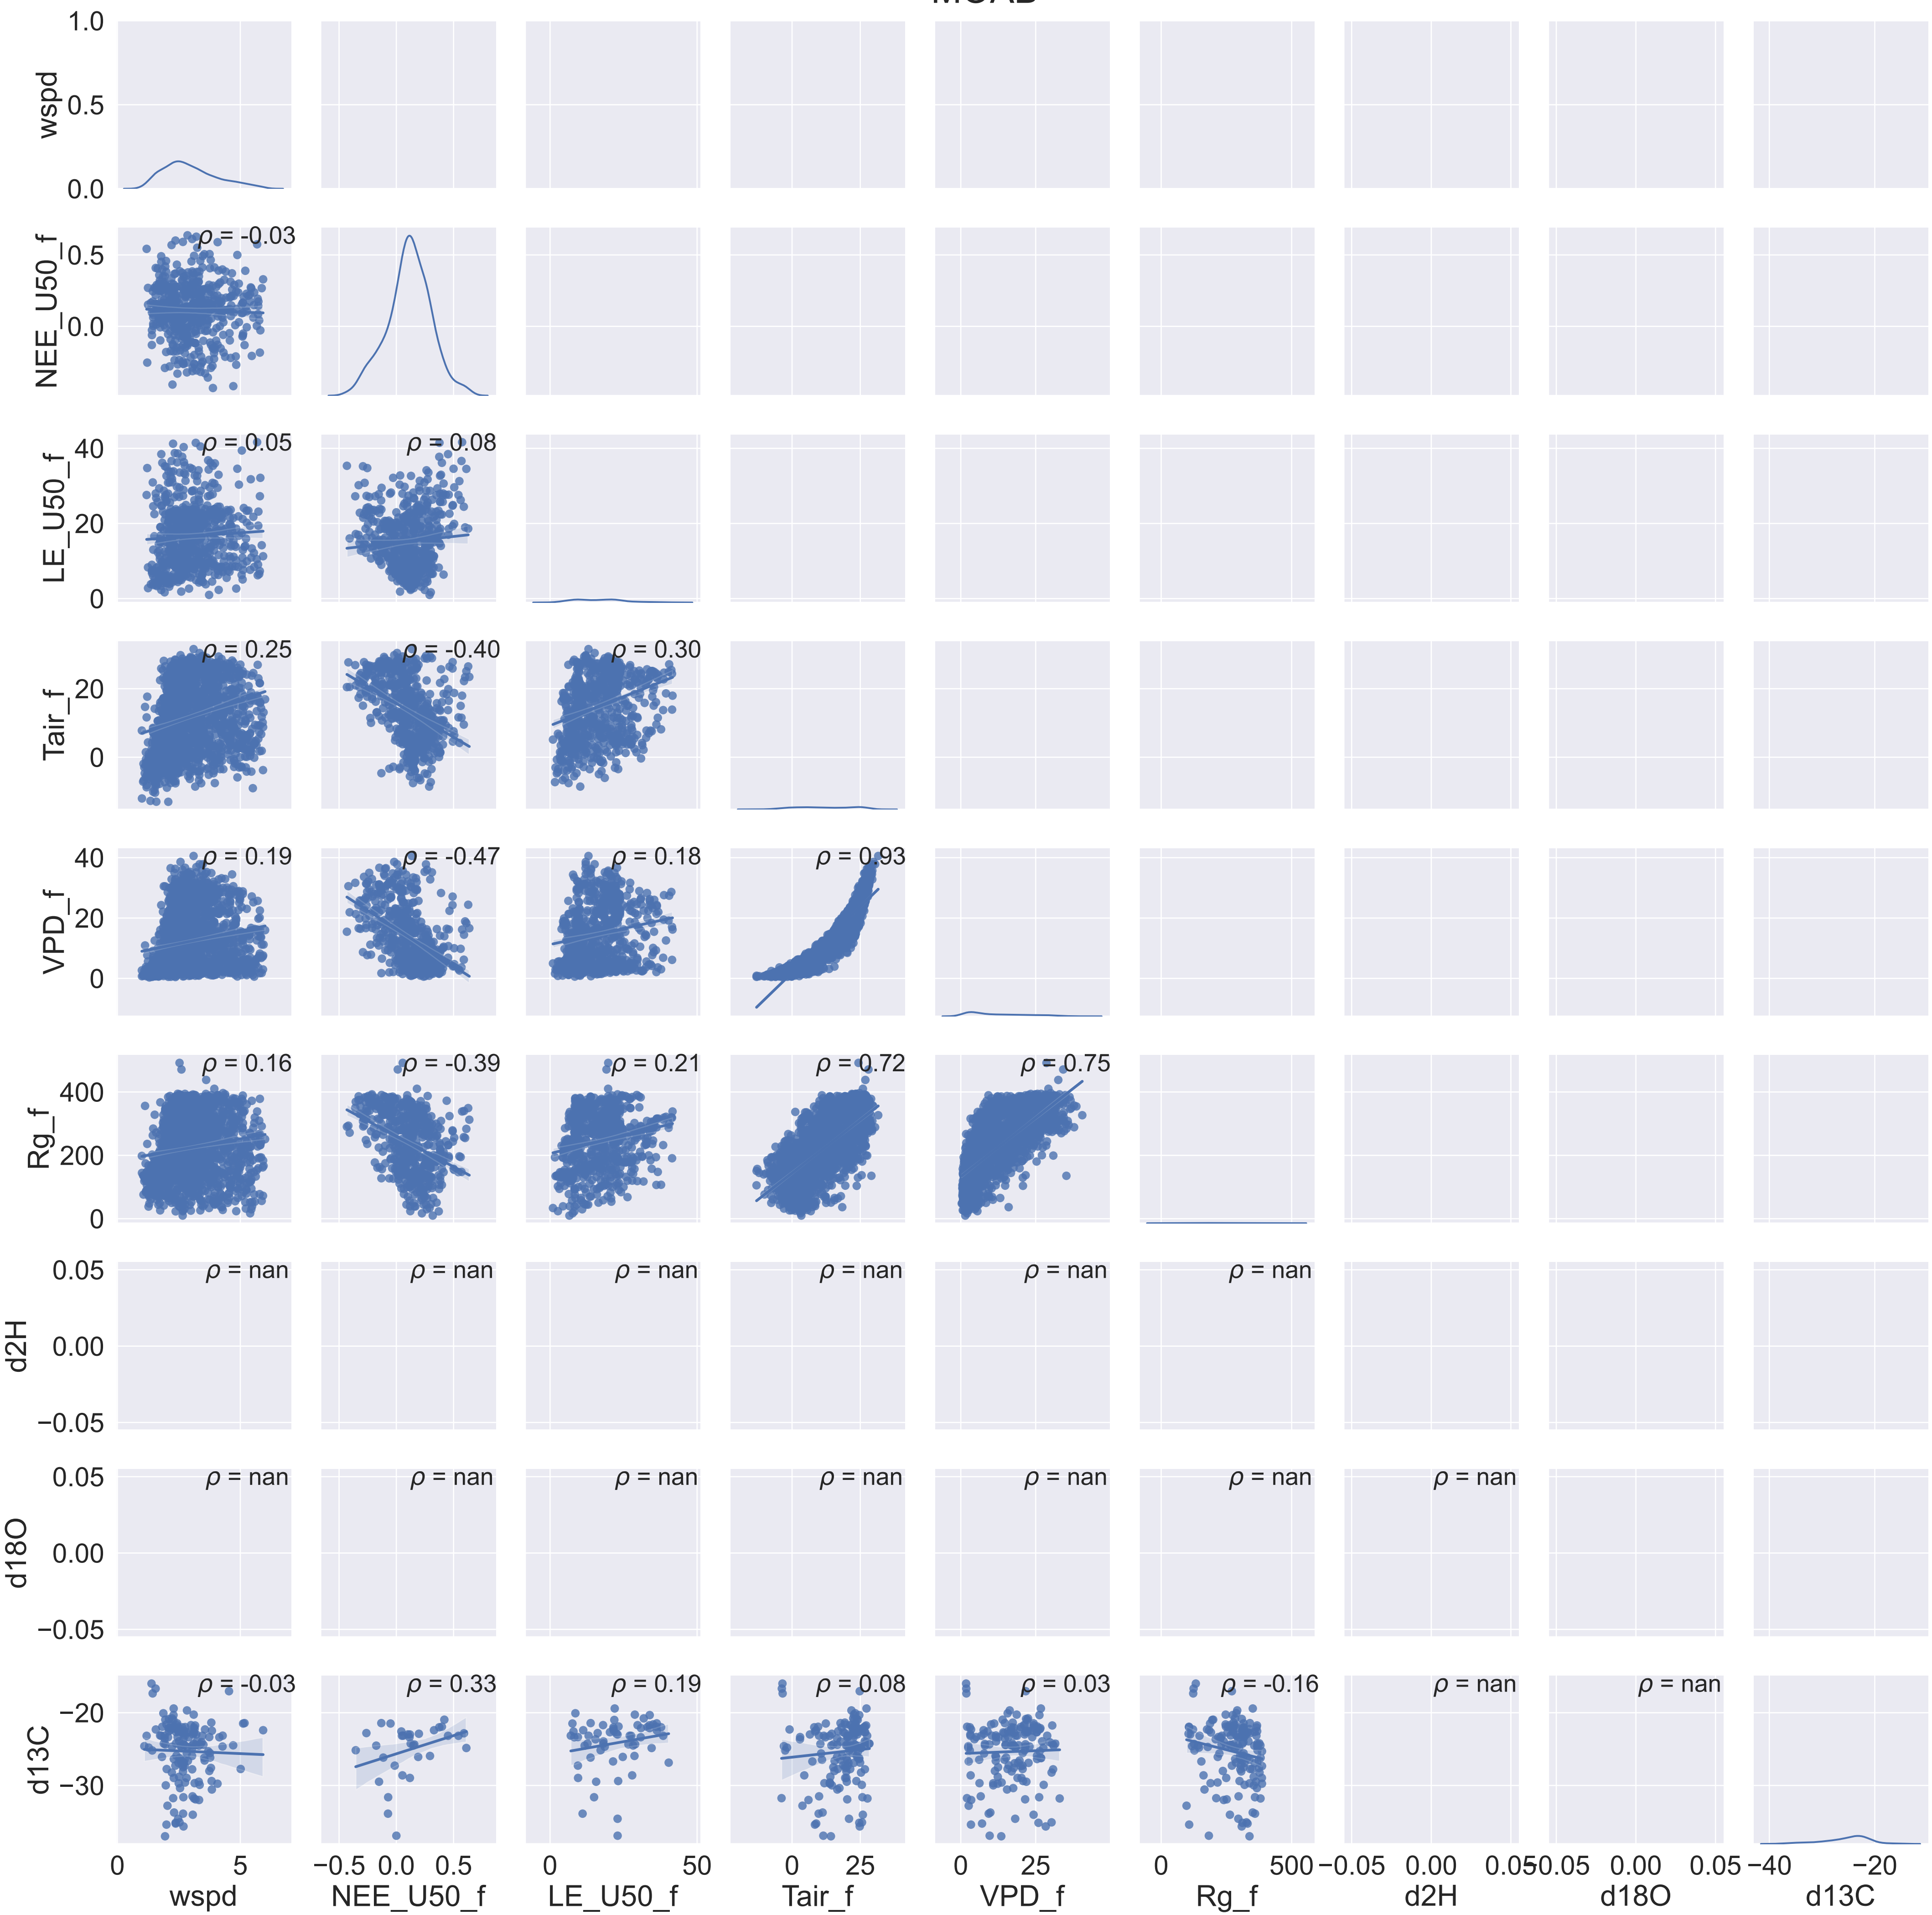 1.0
0.5
0.0
wspd
ρ = -0.03
0.5
0.0
NEE_U50_f
ρ = 0.05
ρ = 0.08
40
20
0
LE_U50_f
ρ = 0.25
ρ = -0.40
ρ = 0.30
20
0
Tair_f
ρ = 0.19
ρ = -0.47
ρ = 0.18
ρ = 0.93
40
20
0
VPD_f
ρ = 0.16
ρ = -0.39
ρ = 0.21
ρ = 0.72
ρ = 0.75
400
200
0
Rg_f
ρ = nan
ρ = nan
ρ = nan
ρ = nan
ρ = nan
ρ = nan
0.05
0.00
−0.05
d2H
ρ = nan
ρ = nan
ρ = nan
ρ = nan
ρ = nan
ρ = nan
ρ = nan
0.05
0.00
−0.05
d18O
ρ = -0.03
ρ = 0.33
ρ = 0.19
ρ = 0.08
ρ = 0.03
ρ = -0.16
ρ = nan
ρ = nan
−20
−30
d13C
0 5
−0.5 0.0 0.5
0 50
0 25
0 25
0 500
−0.05 0.00 0.05
−0.05 0.00 0.05
−40 −20
wspd
NEE_U50_f
LE_U50_f
Tair_f
VPD_f
Rg_f
d2H
d18O
d13C